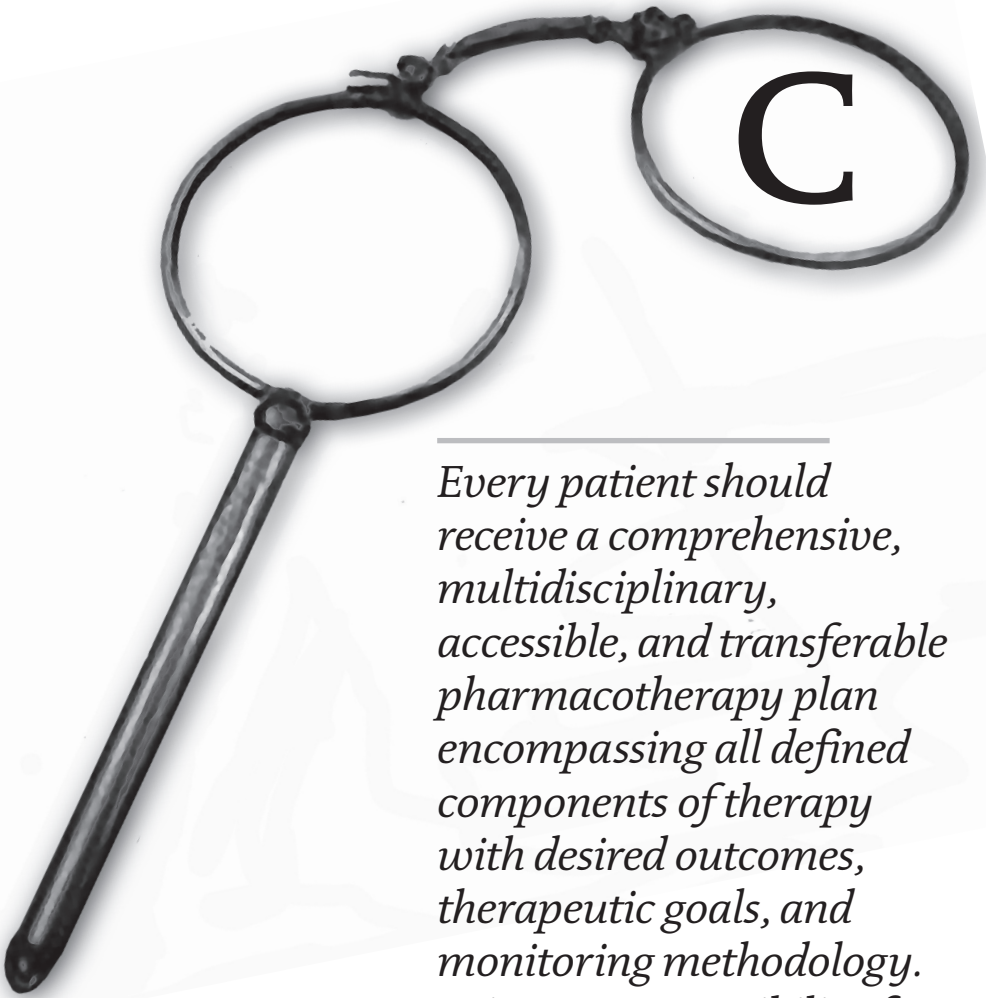 C
Every patient should
receive a comprehensive,
multidisciplinary,
accessible, and transferable
pharmacotherapy plan
encompassing all defined
components of therapy
with desired outcomes,
therapeutic goals, and
monitoring methodology.